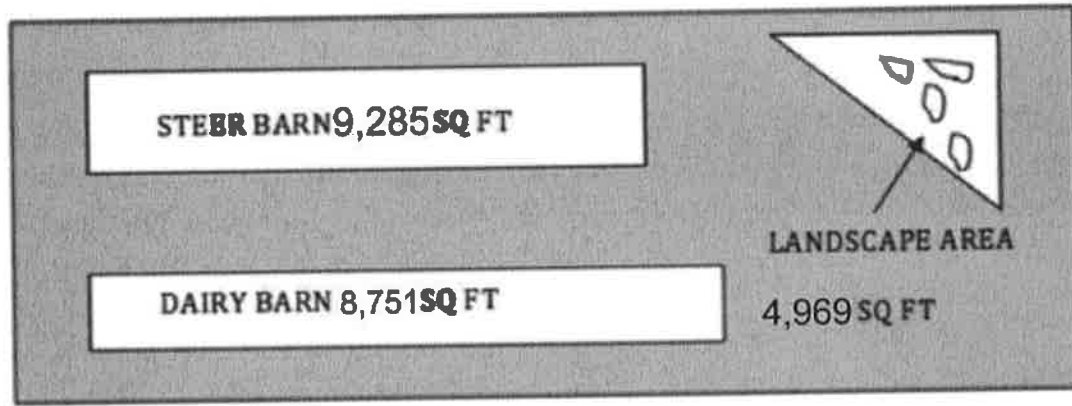 STEER BARN 9,285 SQ FT
LANDSCAPE AREA
DAIRY BARN 8,751 SQ FT
4,969 SQ FT